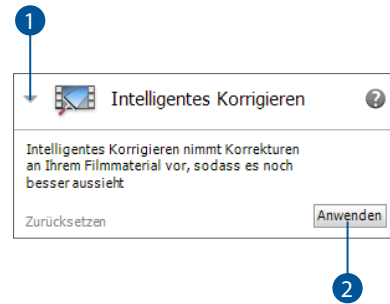 1
Intelligentes Korrigieren ?
Intelligentes Korrigieren nimmt Korrekturen
an Ihrem Filmmaterial vor, sodass es noch
besser aussieht
Zurücksetzen Anwenden
2